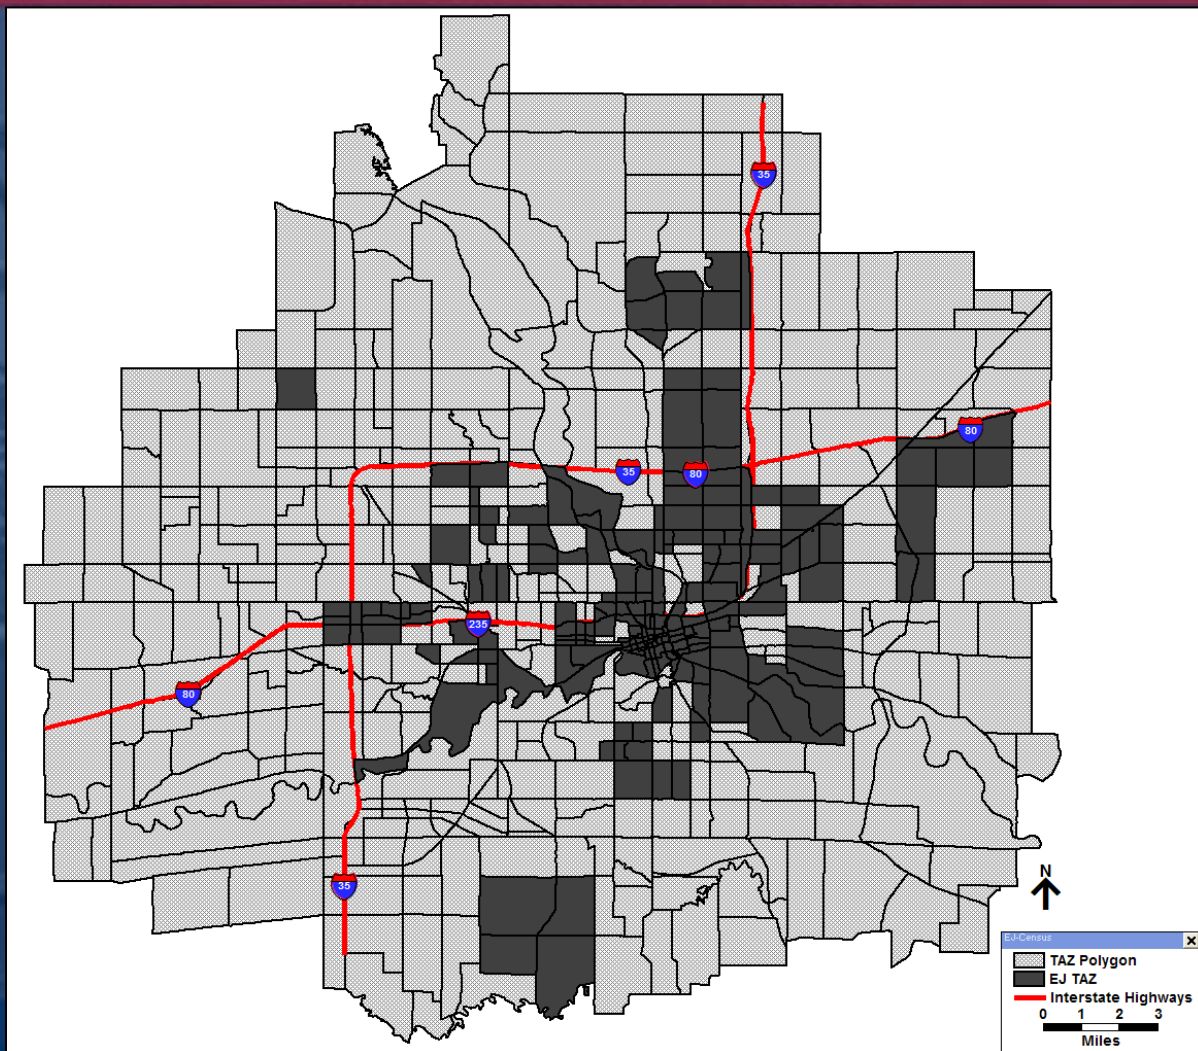 35
80
35
80
235
80
35
N
EJ-Census
TAZ Polygon
EJ TAZ
Interstate Highways
0 1 2 3
Miles